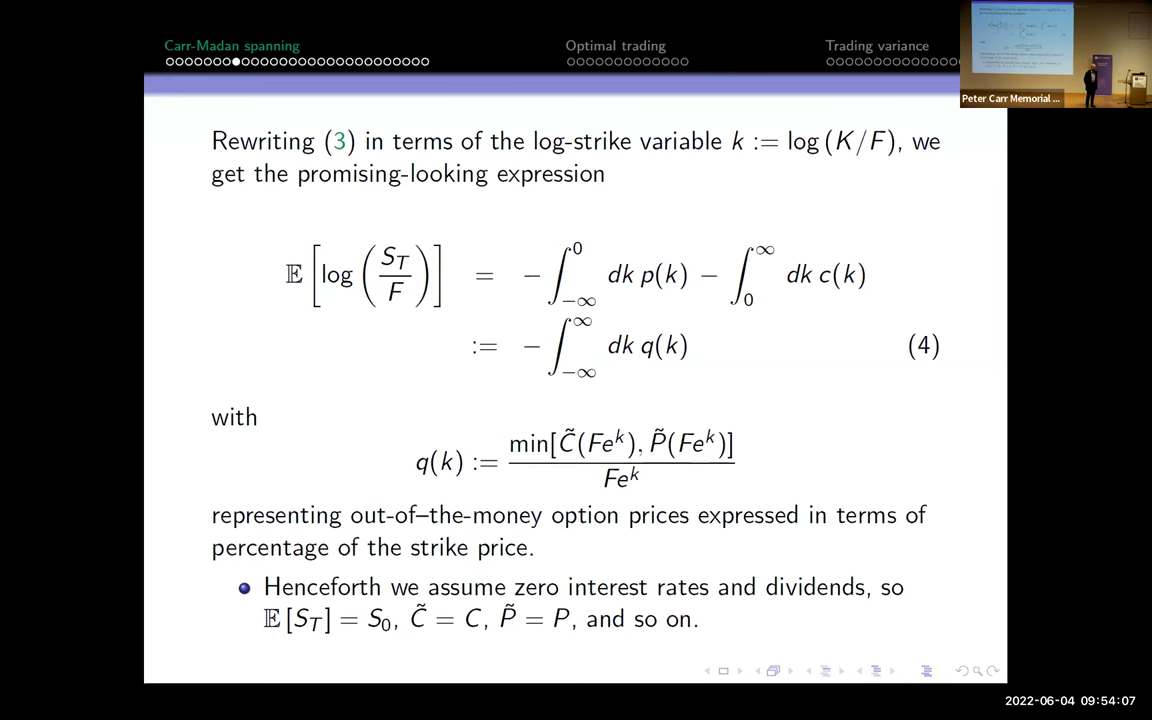 Carr-Madan spanning
Optimal trading
Trading variance
Peter Carr Memorial ...
Rewriting (3) in terms of the log-strike variable k := log (K/F), we
get the promising-looking expression
𝔼 [log (S_T / F)] = − ∫_{−∞}^{0} dk p(k) − ∫_{0}^{∞} dk c(k)
:= − ∫_{−∞}^{∞} dk q(k) (4)
with
q(k) := min[C̃(Fe^k), P̃(Fe^k)] / Fe^k
representing out-of–the-money option prices expressed in terms of
percentage of the strike price.
Henceforth we assume zero interest rates and dividends, so
𝔼 [S_T] = S_0, C̃ = C, P̃ = P, and so on.
2022-06-04 09:54:07